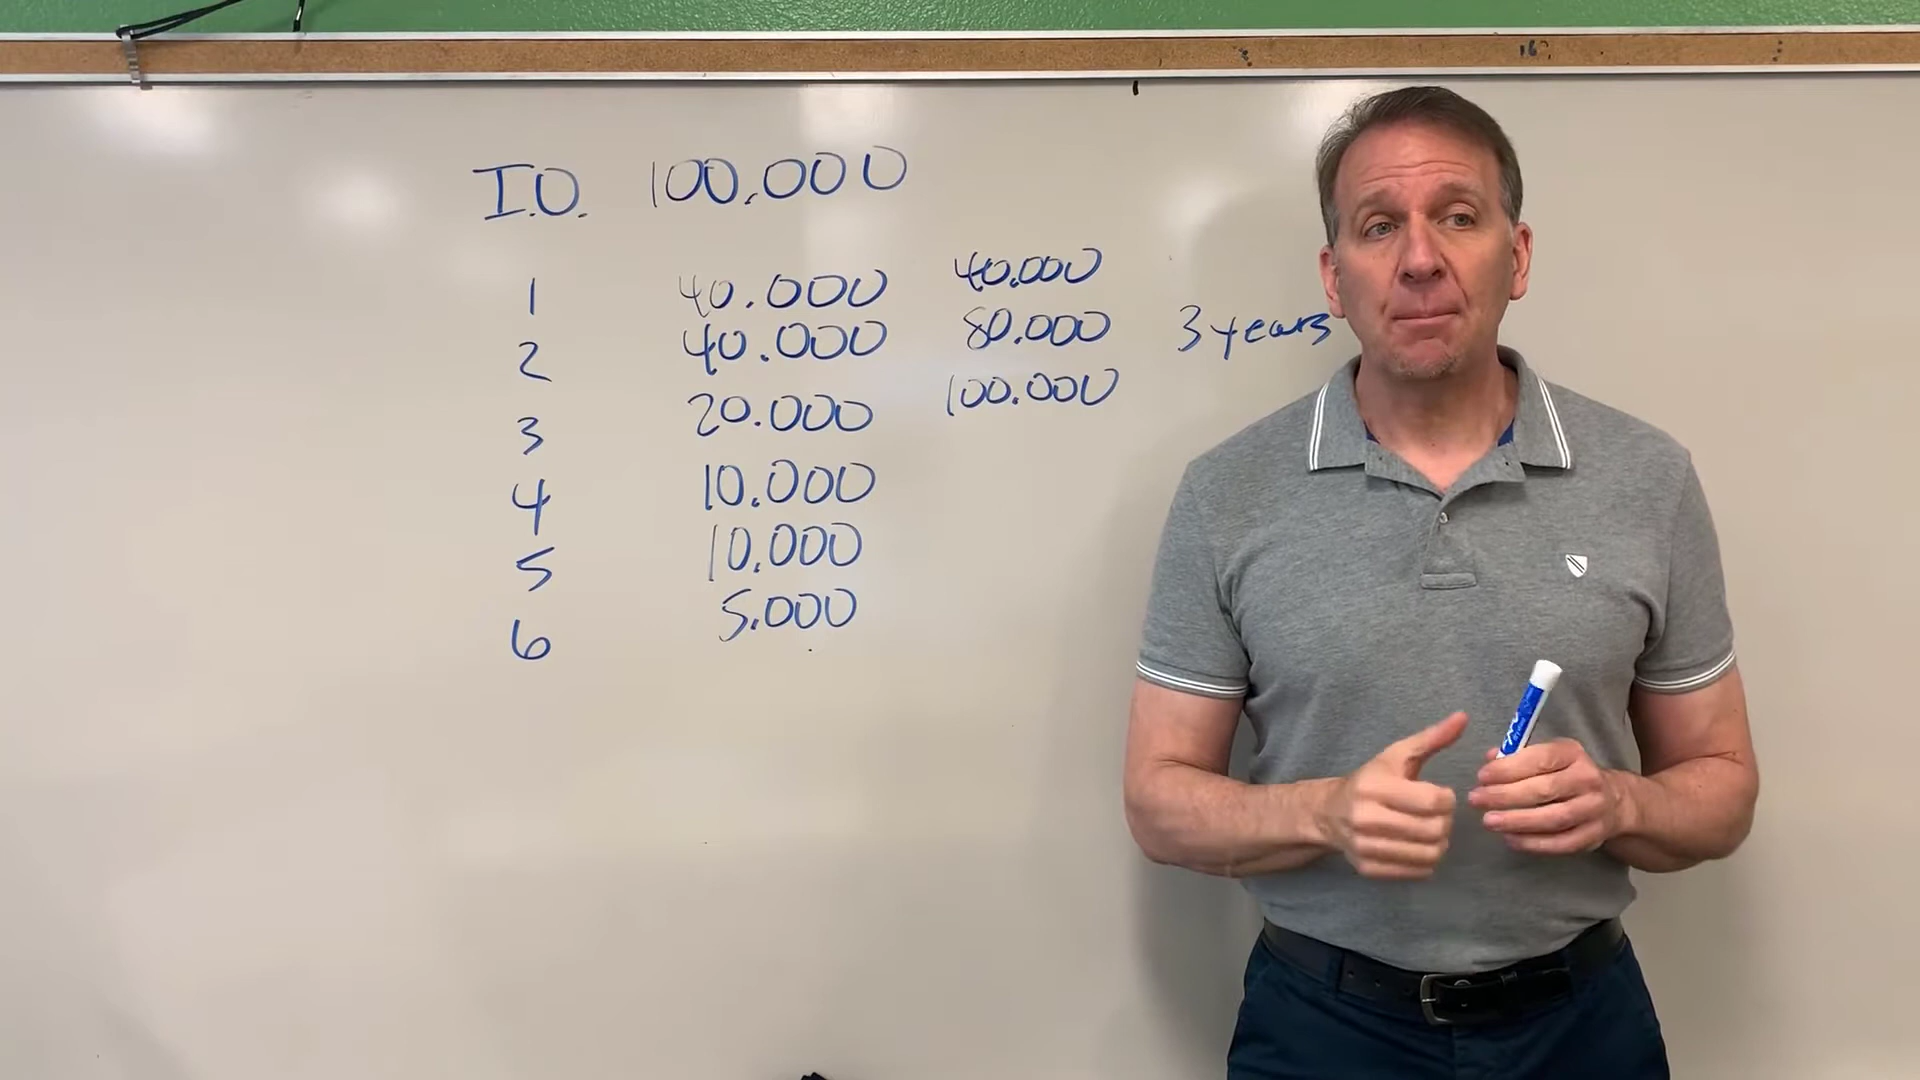 I.O. 100,000
1 40.000 40.000
2 40.000 80.000 3 years
3 20.000 100.000
4 10.000
5 10,000
6 5.000